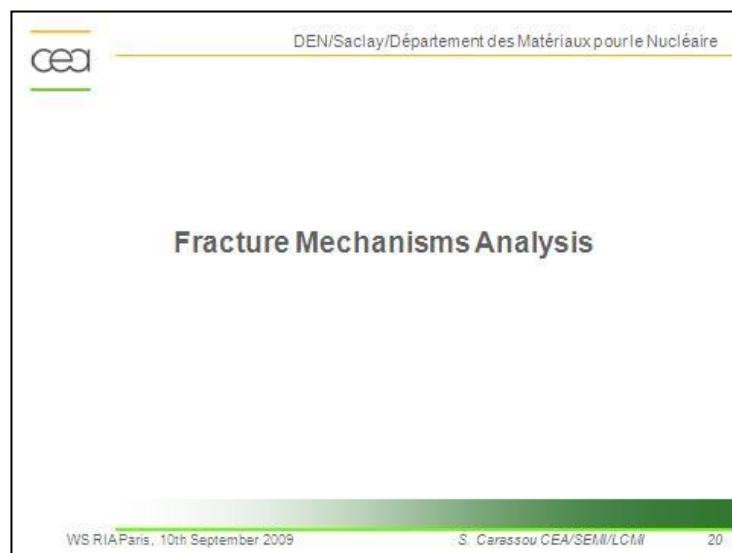 DEN/Saclay/Département des Matériaux pour le Nucléaire
cea
Fracture Mechanisms Analysis
WS RIA Paris, 10th September 2009 S. Carassou CEA/SEMI/LCMI 20